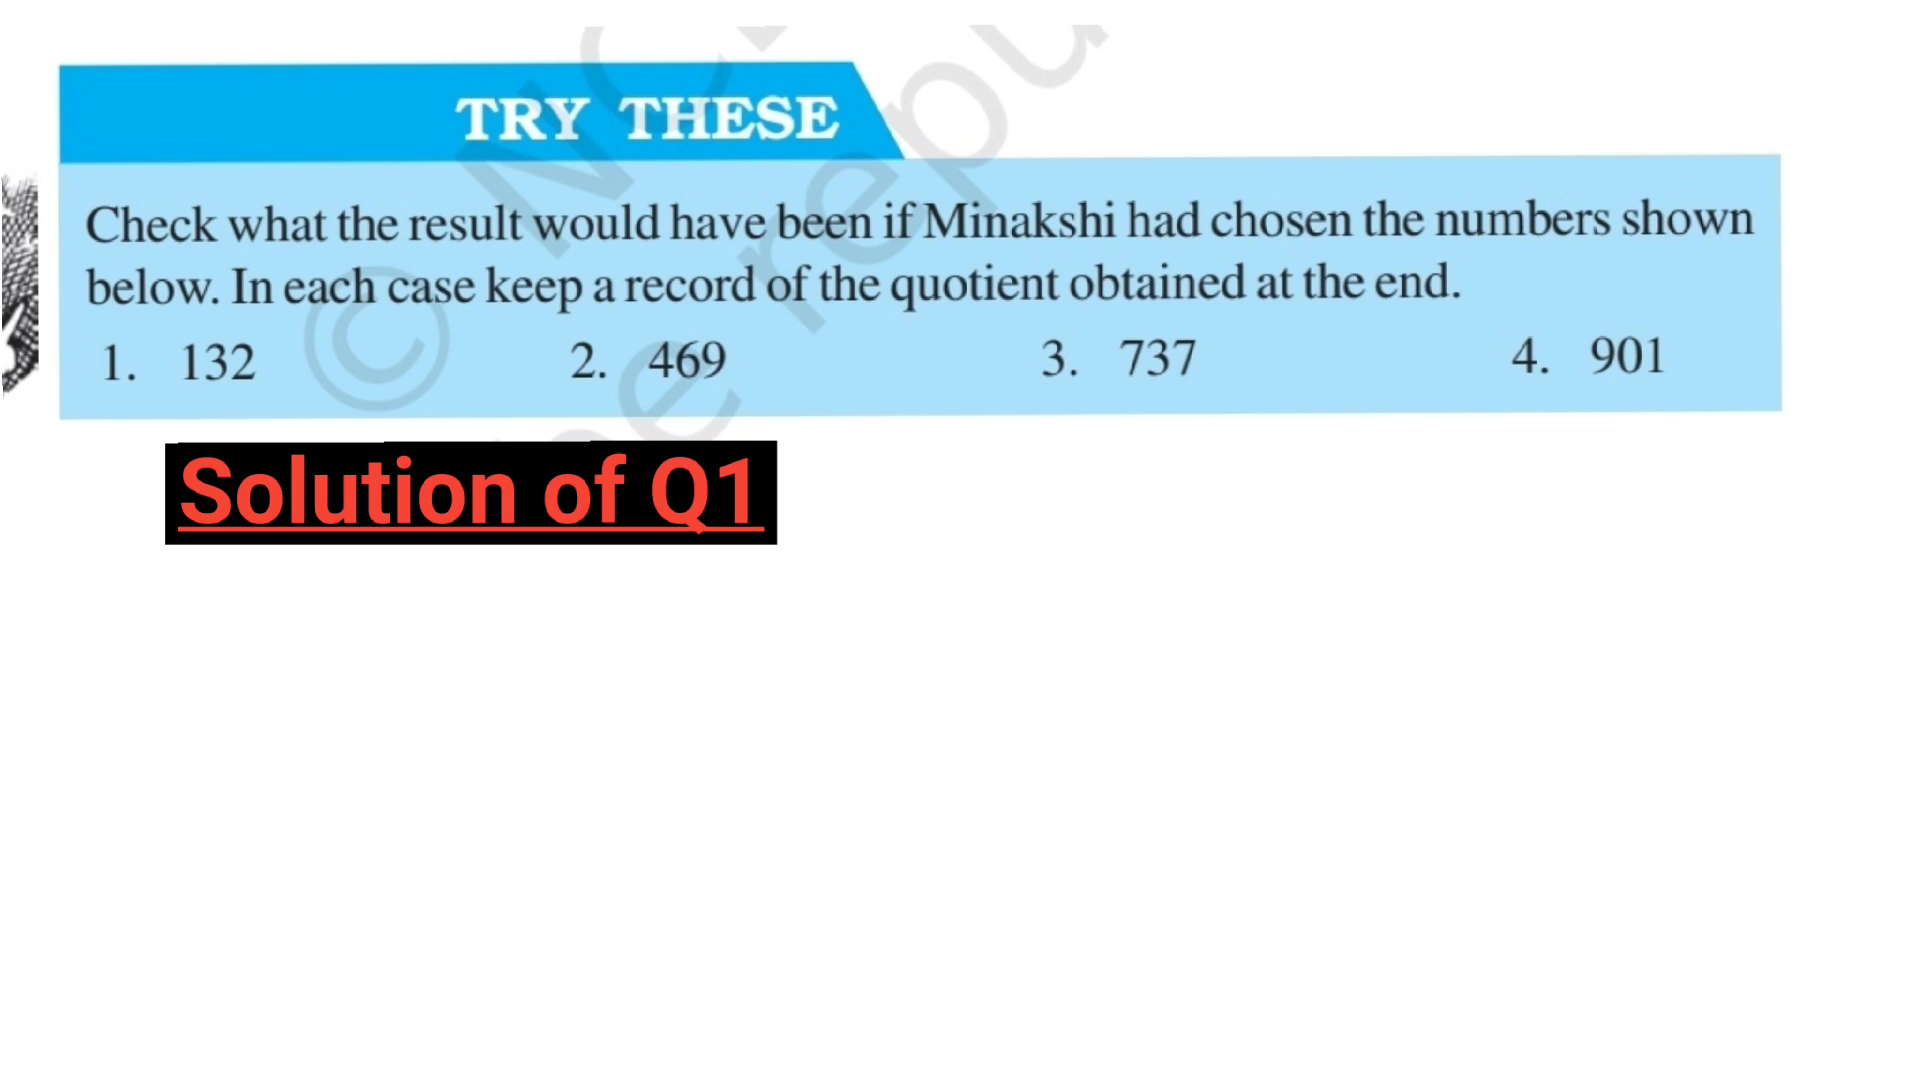 TRY THESE
Check what the result would have been if Minakshi had chosen the numbers shown
below. In each case keep a record of the quotient obtained at the end.
1. 132 2. 469 3. 737 4. 901
Solution of Q1